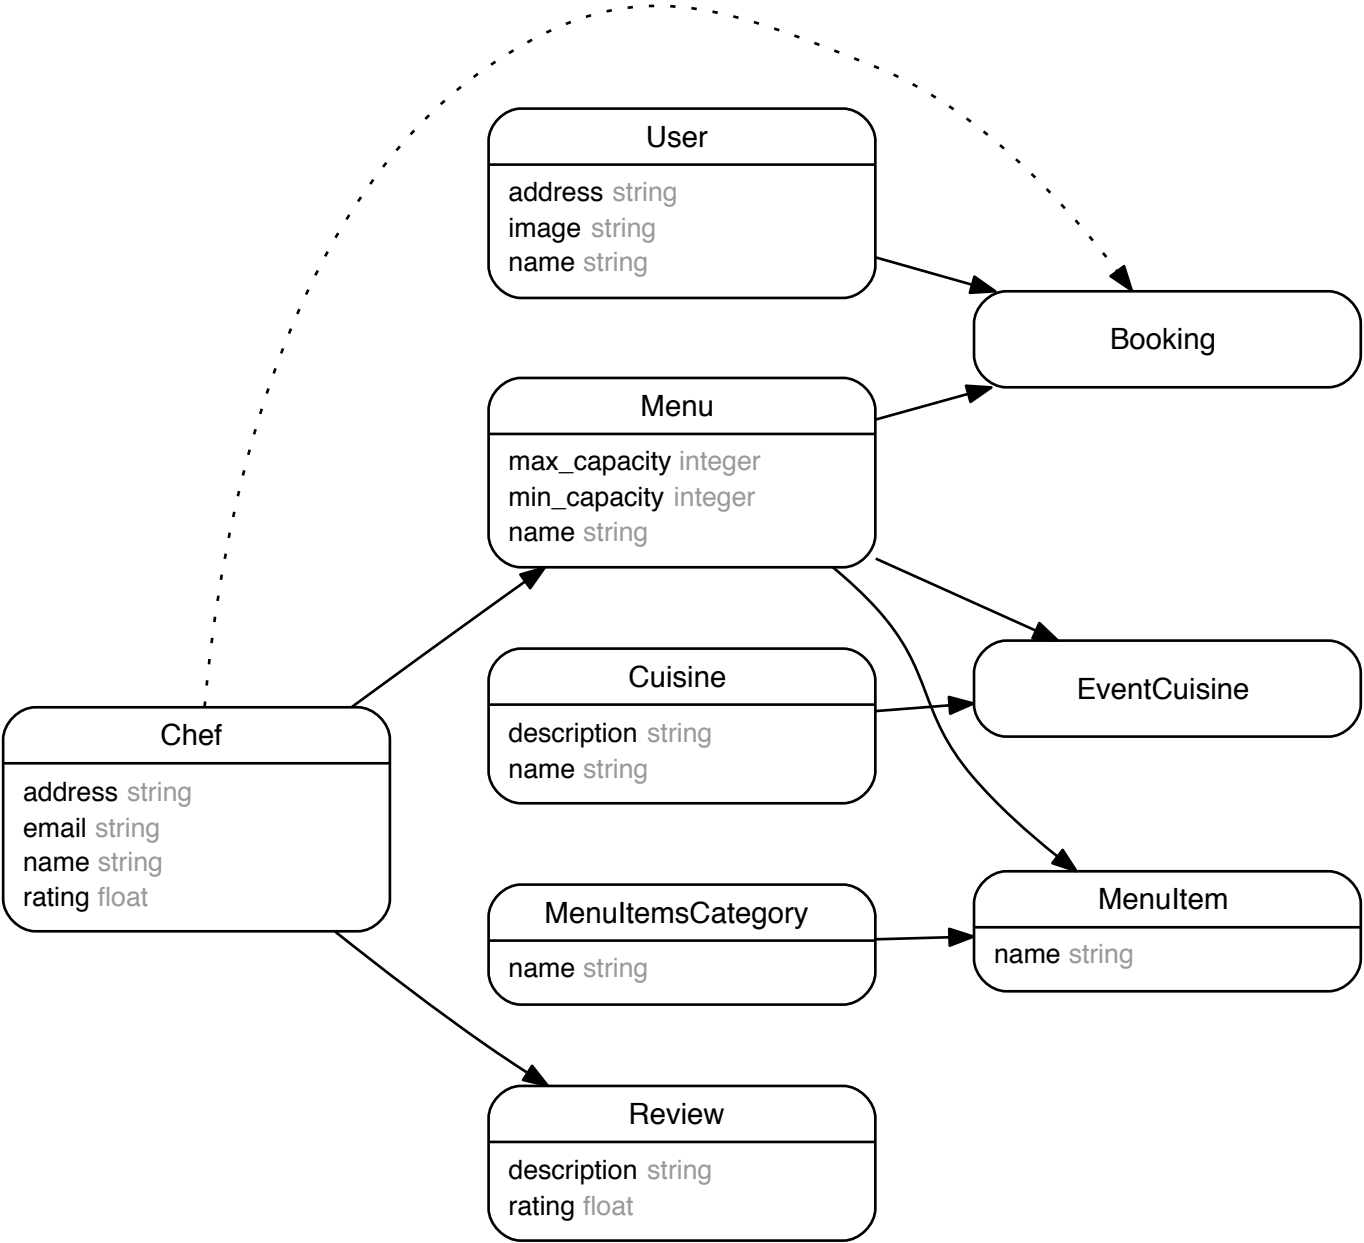 User
address string
image string
name string
Booking
Menu
max_capacity integer
min_capacity integer
name string
Cuisine
description string
name string
EventCuisine
Chef
address string
email string
name string
rating float
MenuItemsCategory
name string
MenuItem
name string
Review
description string
rating float